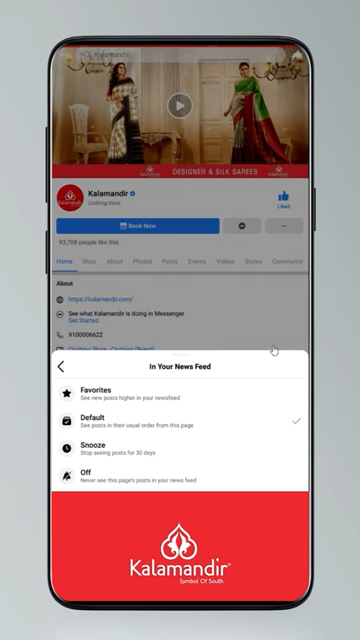 Kalamandir
DESIGNER & SILK SAREES
Kalamandir
Clothing Store
Liked
Book Now
93,708 people like this
Home Shop About Photos Posts Events Videos Stores Community
About
https://kalamandir.com/
See what Kalamandir is doing in Messenger
Get Started
9100006622
Clothing Store · Clothing (Brand)
In Your News Feed
Favorites
See new posts higher in your newsfeed
Default
See posts in their usual order from this page
Snooze
Stop seeing posts for 30 days
Off
Never see this page's posts in your news feed
Kalamandir
Symbol Of South